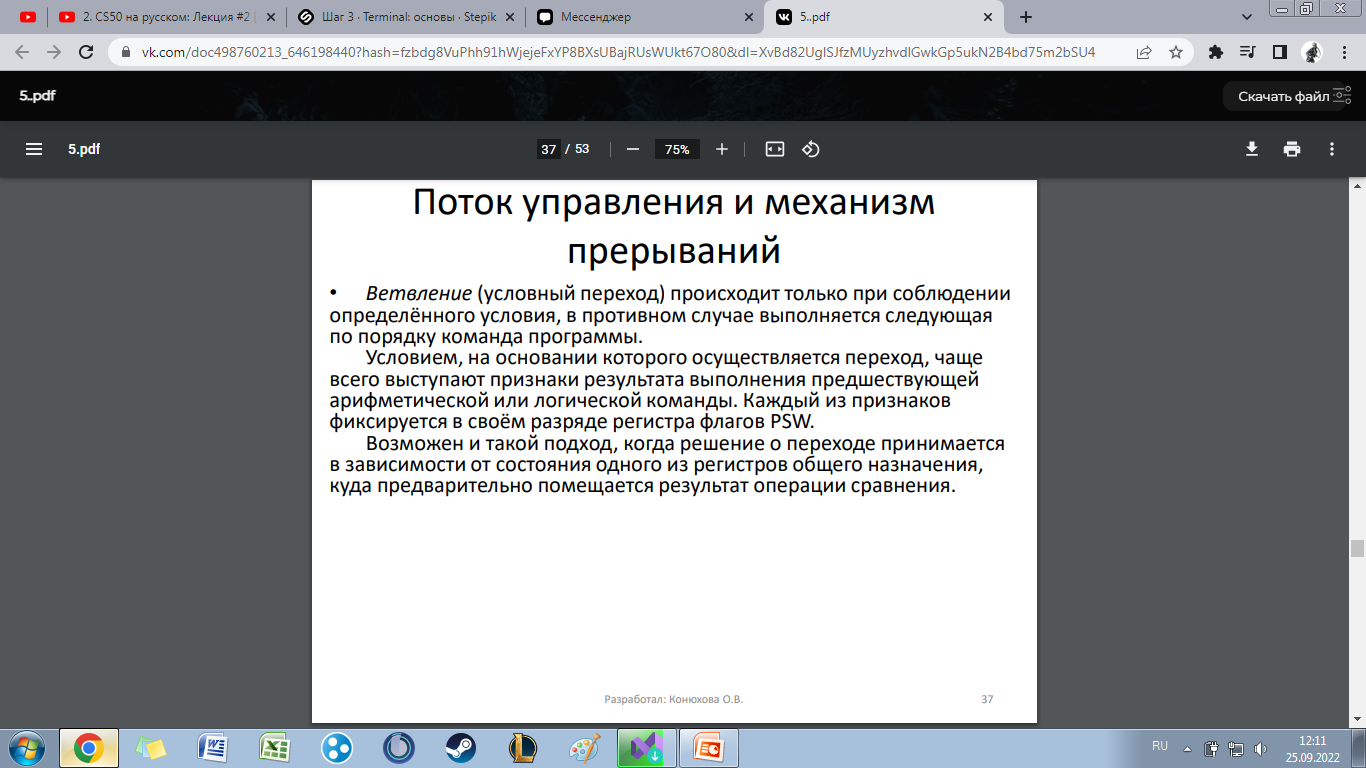 2. CS50 на русском: Лекция #2 [
Шаг 3 · Terminal: основы · Stepik
Мессенджер
5..pdf
vk.com/doc498760213_646198440?hash=fzbdg8VuPhh91hWjejeFxYP8BXsUBajRUsWUkt67O80&dl=XvBd82UglSJfzMUyzhvdlGwkGp5ukN2B4bd75m2bSU4
5..pdf
Скачать файл
5.pdf
37 / 53
75%
Поток управления и механизм
прерываний
• Ветвление (условный переход) происходит только при соблюдении
определённого условия, в противном случае выполняется следующая
по порядку команда программы.
Условием, на основании которого осуществляется переход, чаще
всего выступают признаки результата выполнения предшествующей
арифметической или логической команды. Каждый из признаков
фиксируется в своём разряде регистра флагов PSW.
Возможен и такой подход, когда решение о переходе принимается
в зависимости от состояния одного из регистров общего назначения,
куда предварительно помещается результат операции сравнения.
Разработал: Конюхова О.В.
37
RU
12:11
25.09.2022